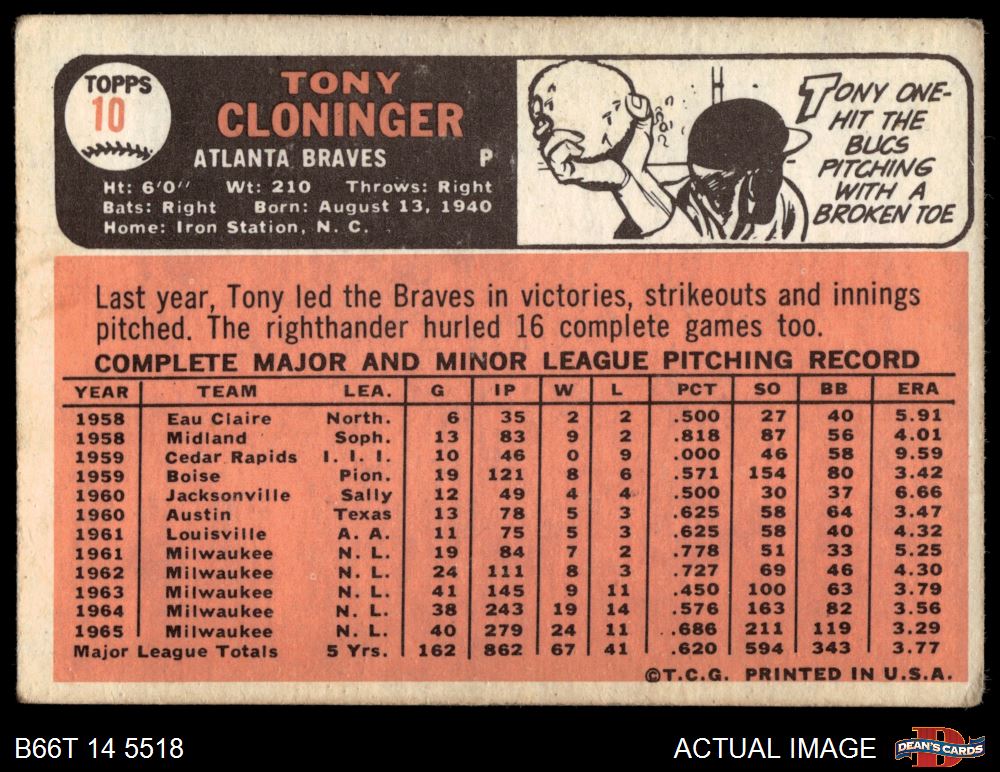 TOPPS
10
TONY
CLONINGER
ATLANTA BRAVES P
Ht: 6'0" Wt: 210 Throws: Right
Bats: Right Born: August 13, 1940
Home: Iron Station, N. C.
TONY ONE-
HIT THE
BUCS
PITCHING
WITH A
BROKEN TOE
Last year, Tony led the Braves in victories, strikeouts and innings
pitched. The righthander hurled 16 complete games too.
COMPLETE MAJOR AND MINOR LEAGUE PITCHING RECORD
YEAR TEAM LEA. G IP W L PCT SO BB ERA
1958 Eau Claire North. 6 35 2 2 .500 27 40 5.91
1958 Midland Soph. 13 83 9 2 .818 87 56 4.01
1959 Cedar Rapids I. I. I. 10 46 0 9 .000 46 58 9.59
1959 Boise Pion. 19 121 8 6 .571 154 80 3.42
1960 Jacksonville Sally 12 49 4 4 .500 30 37 6.66
1960 Austin Texas 13 78 5 3 .625 58 64 3.47
1961 Louisville A. A. 11 75 5 3 .625 58 40 4.32
1961 Milwaukee N. L. 19 84 7 2 .778 51 33 5.25
1962 Milwaukee N. L. 24 111 8 3 .727 69 46 4.30
1963 Milwaukee N. L. 41 145 9 11 .450 100 63 3.79
1964 Milwaukee N. L. 38 243 19 14 .576 163 82 3.56
1965 Milwaukee N. L. 40 279 24 11 .686 211 119 3.29
Major League Totals 5 Yrs. 162 862 67 41 .620 594 343 3.77
©T.C.G. PRINTED IN U.S.A.
B66T 14 5518 ACTUAL IMAGE
D
DEAN'S CARDS